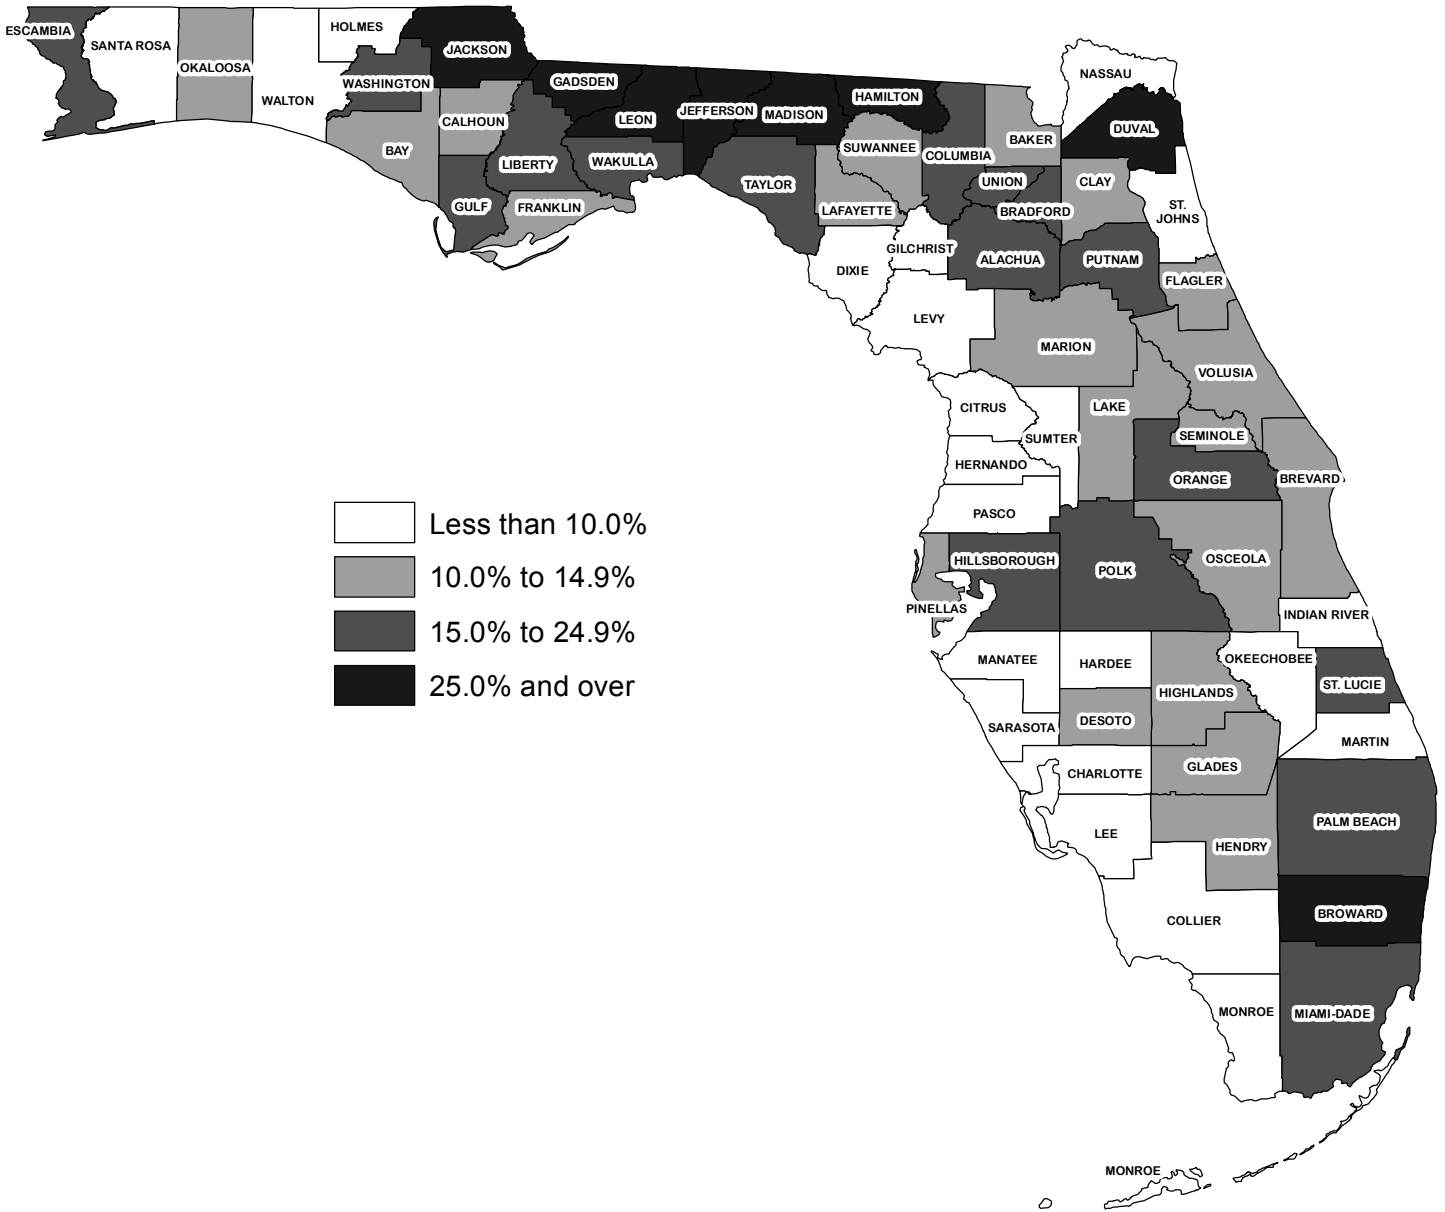 ESCAMBIA
SANTA ROSA
OKALOOSA
WALTON
HOLMES
WASHINGTON
JACKSON
BAY
CALHOUN
GULF
GADSDEN
LIBERTY
FRANKLIN
LEON
WAKULLA
JEFFERSON
MADISON
TAYLOR
HAMILTON
SUWANNEE
LAFAYETTE
DIXIE
COLUMBIA
GILCHRIST
LEVY
BAKER
UNION
BRADFORD
ALACHUA
NASSAU
DUVAL
CLAY
ST.
JOHNS
PUTNAM
FLAGLER
MARION
VOLUSIA
CITRUS
SUMTER
LAKE
HERNANDO
SEMINOLE
ORANGE
BREVARD
PASCO
PINELLAS
HILLSBOROUGH
POLK
OSCEOLA
INDIAN RIVER
MANATEE
HARDEE
HIGHLANDS
OKEECHOBEE
ST. LUCIE
SARASOTA
DESOTO
MARTIN
CHARLOTTE
GLADES
LEE
HENDRY
PALM BEACH
COLLIER
BROWARD
MONROE
MIAMI-DADE
MONROE
Less than 10.0%
10.0% to 14.9%
15.0% to 24.9%
25.0% and over